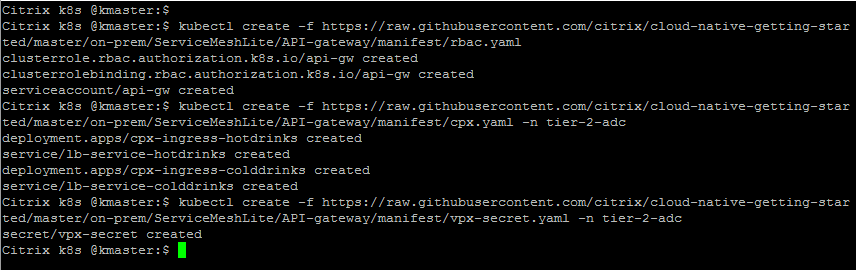 Citrix k8s @kmaster:$
Citrix k8s @kmaster:$ kubectl create -f https://raw.githubusercontent.com/citrix/cloud-native-getting-star
ted/master/on-prem/ServiceMeshLite/API-gateway/manifest/rbac.yaml
clusterrole.rbac.authorization.k8s.io/api-gw created
clusterrolebinding.rbac.authorization.k8s.io/api-gw created
serviceaccount/api-gw created
Citrix k8s @kmaster:$ kubectl create -f https://raw.githubusercontent.com/citrix/cloud-native-getting-star
ted/master/on-prem/ServiceMeshLite/API-gateway/manifest/cpx.yaml -n tier-2-adc
deployment.apps/cpx-ingress-hotdrinks created
service/lb-service-hotdrinks created
deployment.apps/cpx-ingress-colddrinks created
service/lb-service-colddrinks created
Citrix k8s @kmaster:$ kubectl create -f https://raw.githubusercontent.com/citrix/cloud-native-getting-star
ted/master/on-prem/ServiceMeshLite/API-gateway/manifest/vpx-secret.yaml -n tier-2-adc
secret/vpx-secret created
Citrix k8s @kmaster:$